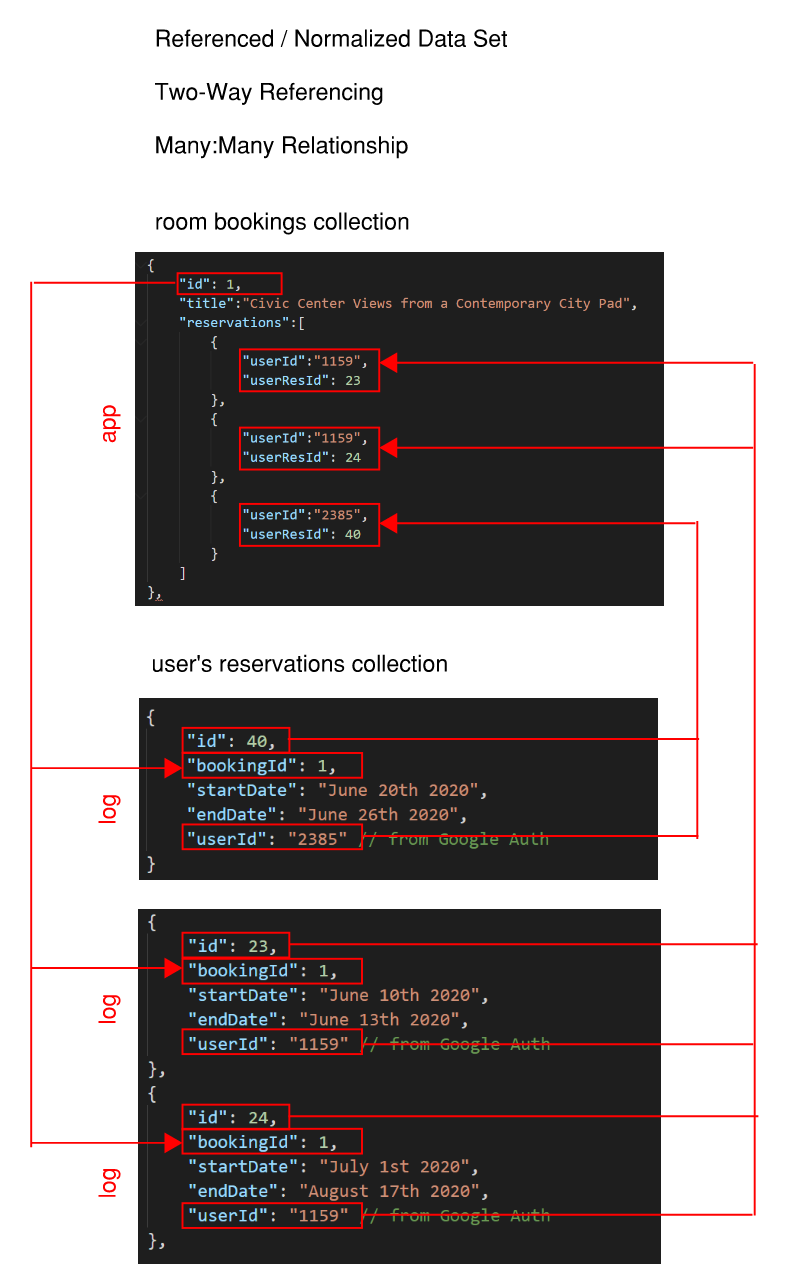 Referenced / Normalized Data Set
Two-Way Referencing
Many:Many Relationship
room bookings collection
{
"id": 1,
"title":"Civic Center Views from a Contemporary City Pad",
"reservations":[
{
"userId":"1159",
"userResId": 23
},
{
"userId":"1159",
"userResId": 24
},
{
"userId":"2385",
"userResId": 40
}
]
},
app
user's reservations collection
{
"id": 40,
"bookingId": 1,
"startDate": "June 20th 2020",
"endDate": "June 26th 2020",
"userId": "2385" // from Google Auth
}
log
{
"id": 23,
"bookingId": 1,
"startDate": "June 10th 2020",
"endDate": "June 13th 2020",
"userId": "1159" // from Google Auth
},
log
{
"id": 24,
"bookingId": 1,
"startDate": "July 1st 2020",
"endDate": "August 17th 2020",
"userId": "1159" // from Google Auth
},
log